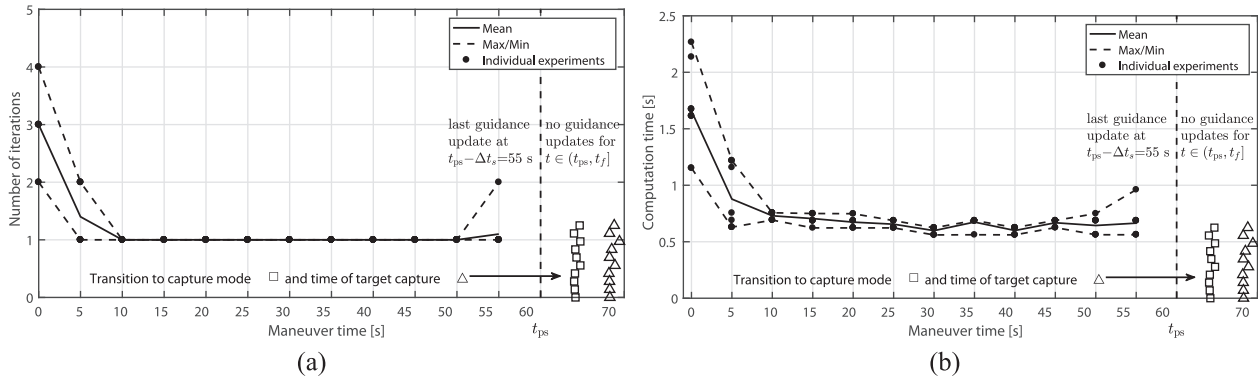 5
4
3
2
1
0
Number of iterations
Mean
Max/Min
Individual experiments
last guidance
update at
t_ps−Δt_s=55 s
no guidance
updates for
t ∈ (t_ps, t_f]
Transition to capture mode □ and time of target capture △
0 5 10 15 20 25 30 35 40 45 50 55 60 70
Maneuver time [s]
t_ps
(a)
2.5
2
1.5
1
0.5
0
Computation time [s]
Mean
Max/Min
Individual experiments
last guidance
update at
t_ps−Δt_s=55 s
no guidance
updates for
t ∈ (t_ps, t_f]
Transition to capture mode □ and time of target capture △
0 5 10 15 20 25 30 35 40 45 50 55 60 70
Maneuver time [s]
t_ps
(b)